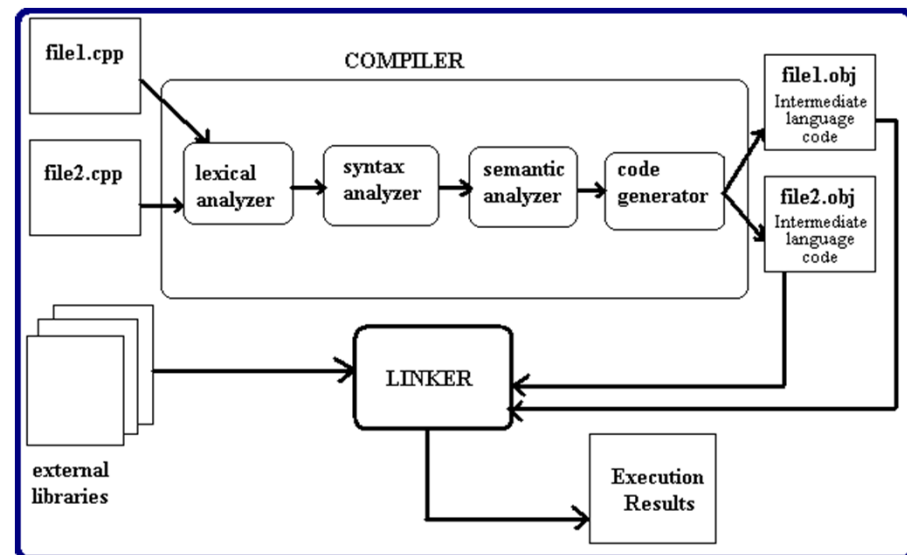 file1.cpp
COMPILER
file1.obj
Intermediate
language
code
file2.cpp
lexical
analyzer
syntax
analyzer
semantic
analyzer
code
generator
file2.obj
Intermediate
language
code
LINKER
external
libraries
Execution
Results